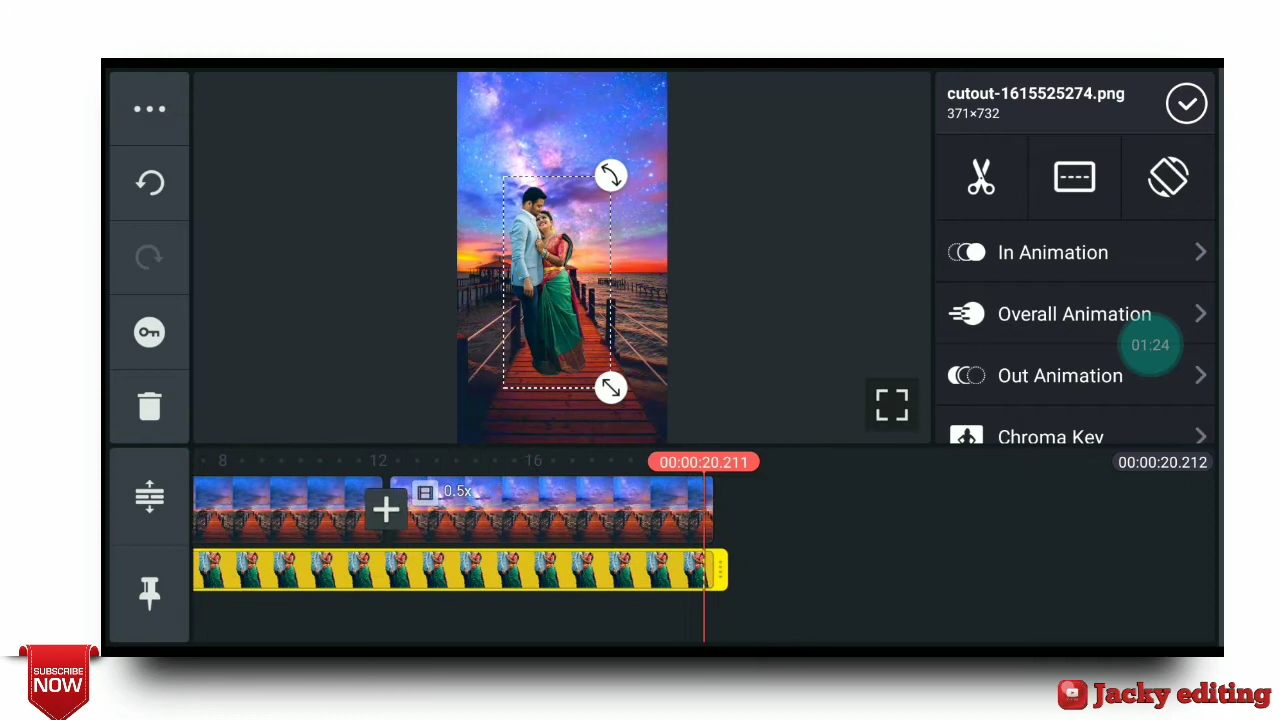 cutout-1615525274.png
371×732
In Animation
Overall Animation
01:24
Out Animation
Chroma Key
8
12
16
00:00:20.211
00:00:20.212
0.5x
SUBSCRIBE
NOW
Jacky editing